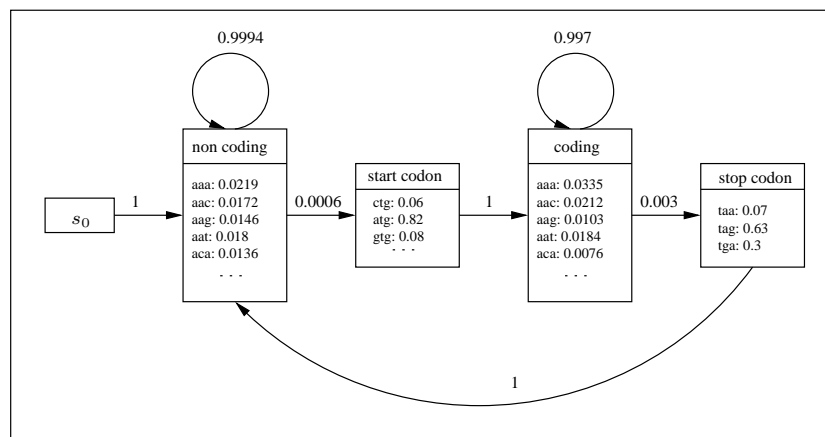 0.9994
0.997
non coding
aaa: 0.0219
aac: 0.0172
aag: 0.0146
aat: 0.018
aca: 0.0136
. . .
start codon
ctg: 0.06
atg: 0.82
gtg: 0.08
. . .
coding
aaa: 0.0335
aac: 0.0212
aag: 0.0103
aat: 0.0184
aca: 0.0076
. . .
stop codon
taa: 0.07
tag: 0.63
tga: 0.3
s0
1
0.0006
1
0.003
1